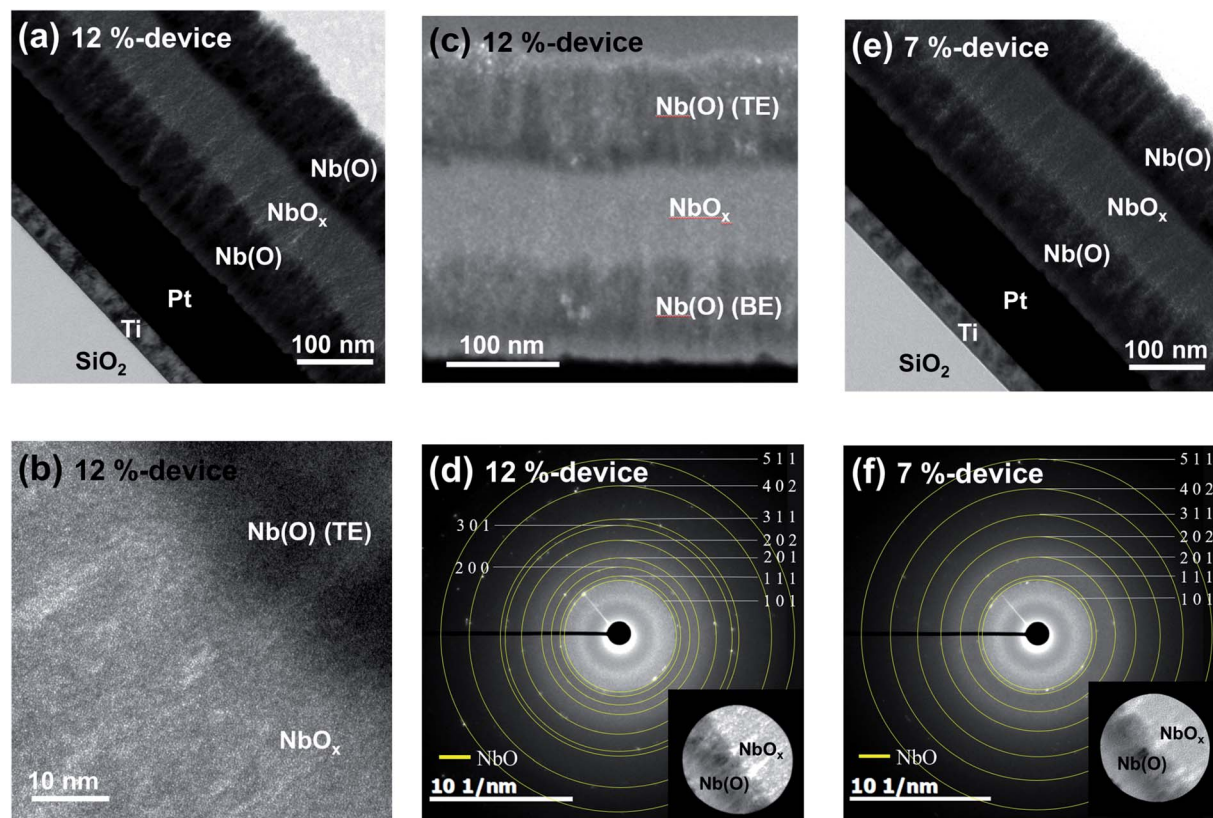 (a) 12 %-device
Nb(O)
NbOₓ
Nb(O)
Pt
Ti
SiO₂
100 nm
(c) 12 %-device
Nb(O) (TE)
NbOₓ
Nb(O) (BE)
100 nm
(e) 7 %-device
Nb(O)
NbOₓ
Nb(O)
Pt
Ti
SiO₂
100 nm
(b) 12 %-device
Nb(O) (TE)
NbOₓ
10 nm
(d) 12 %-device
5 1 1
4 0 2
3 1 1
3 0 1
2 0 2
2 0 1
2 0 0
1 1 1
1 0 1
NbOₓ
Nb(O)
NbO
10 1/nm
(f) 7 %-device
5 1 1
4 0 2
3 1 1
2 0 2
2 0 1
1 1 1
1 0 1
NbOₓ
Nb(O)
NbO
10 1/nm